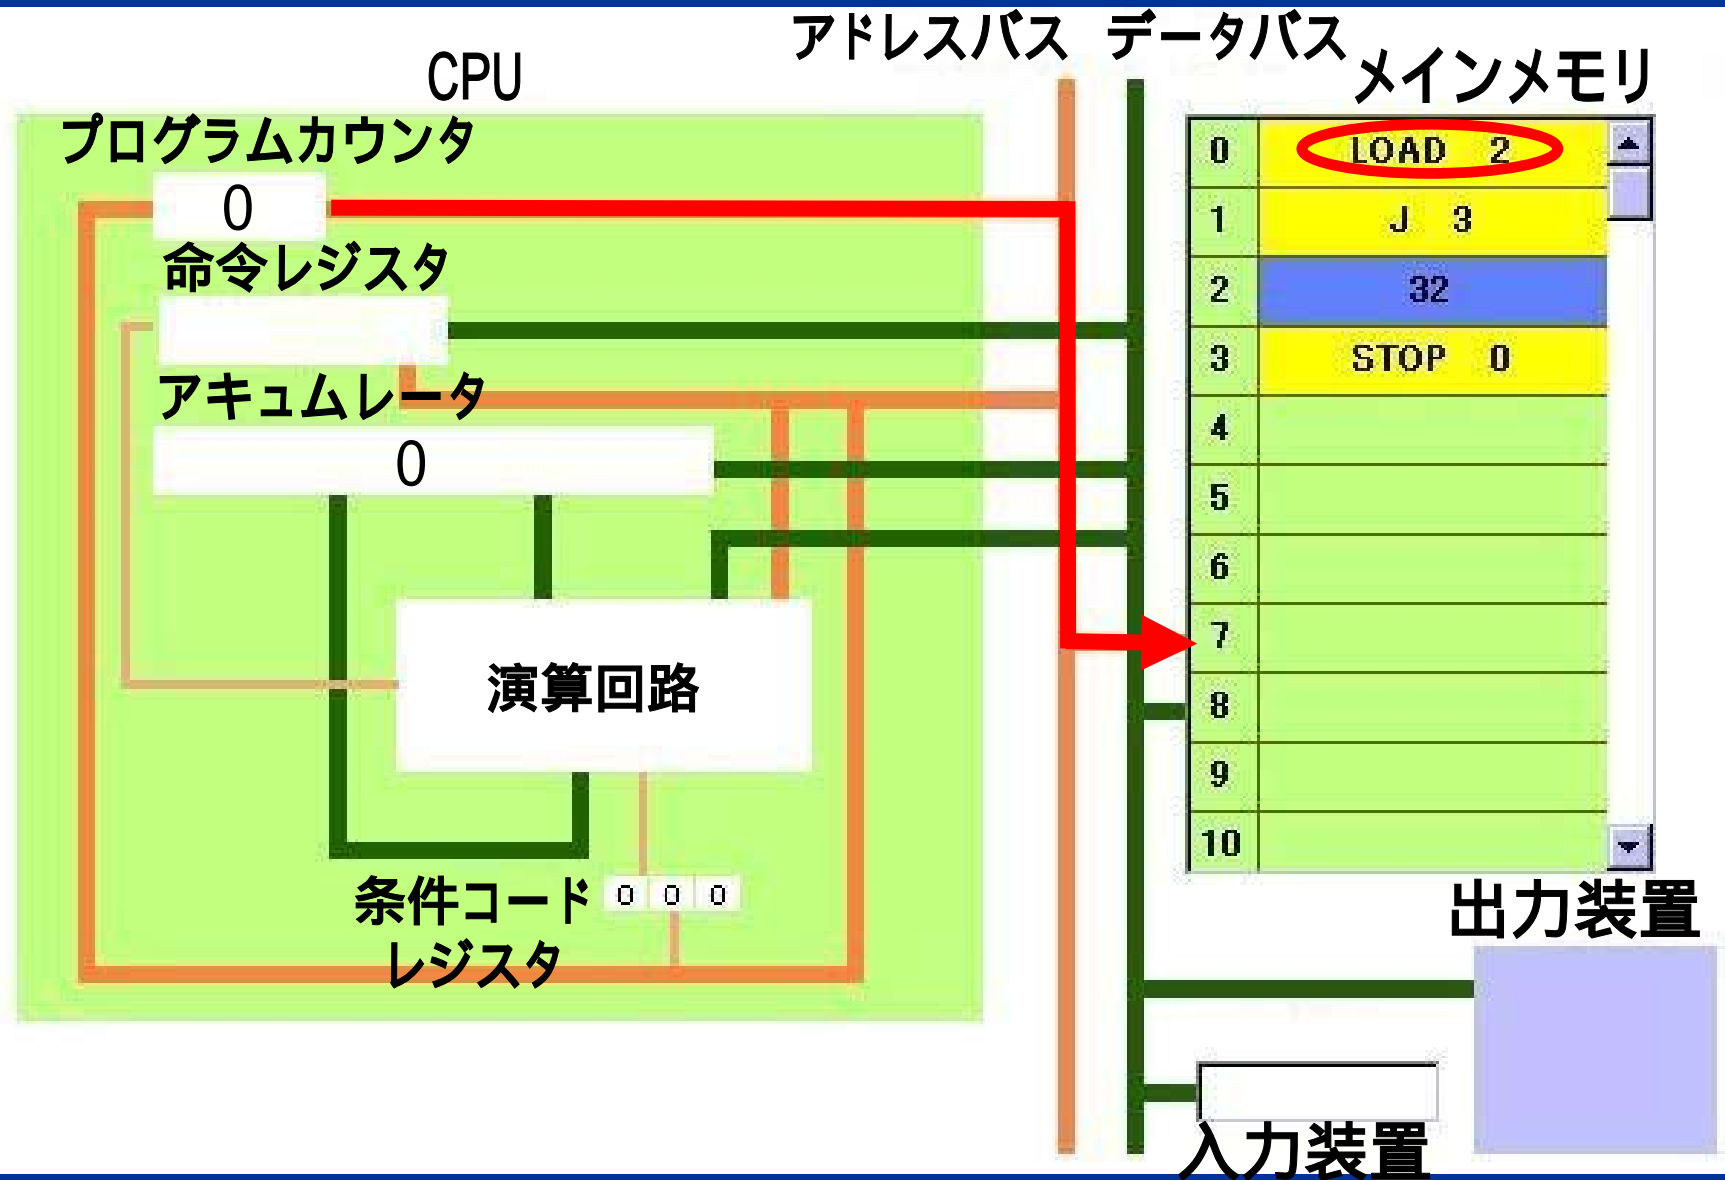 アドレスバス データバス
CPU
メインメモリ
プログラムカウンタ
0
命令レジスタ
アキュムレータ
0
演算回路
条件コード 0 0 0
レジスタ
0 LOAD 2
1 J 3
2 32
3 STOP 0
4
5
6
7
8
9
10
出力装置
入力装置